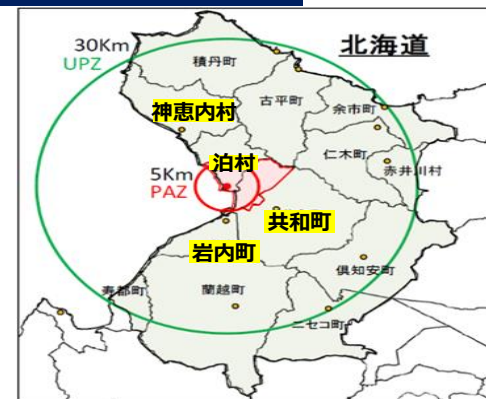 30Km
UPZ
北海道
積丹町
神恵内村
古平町
余市町
泊村
仁木町
赤井川村
5Km
PAZ
共和町
岩内町
倶知安町
寿都町
蘭越町
ニセコ町